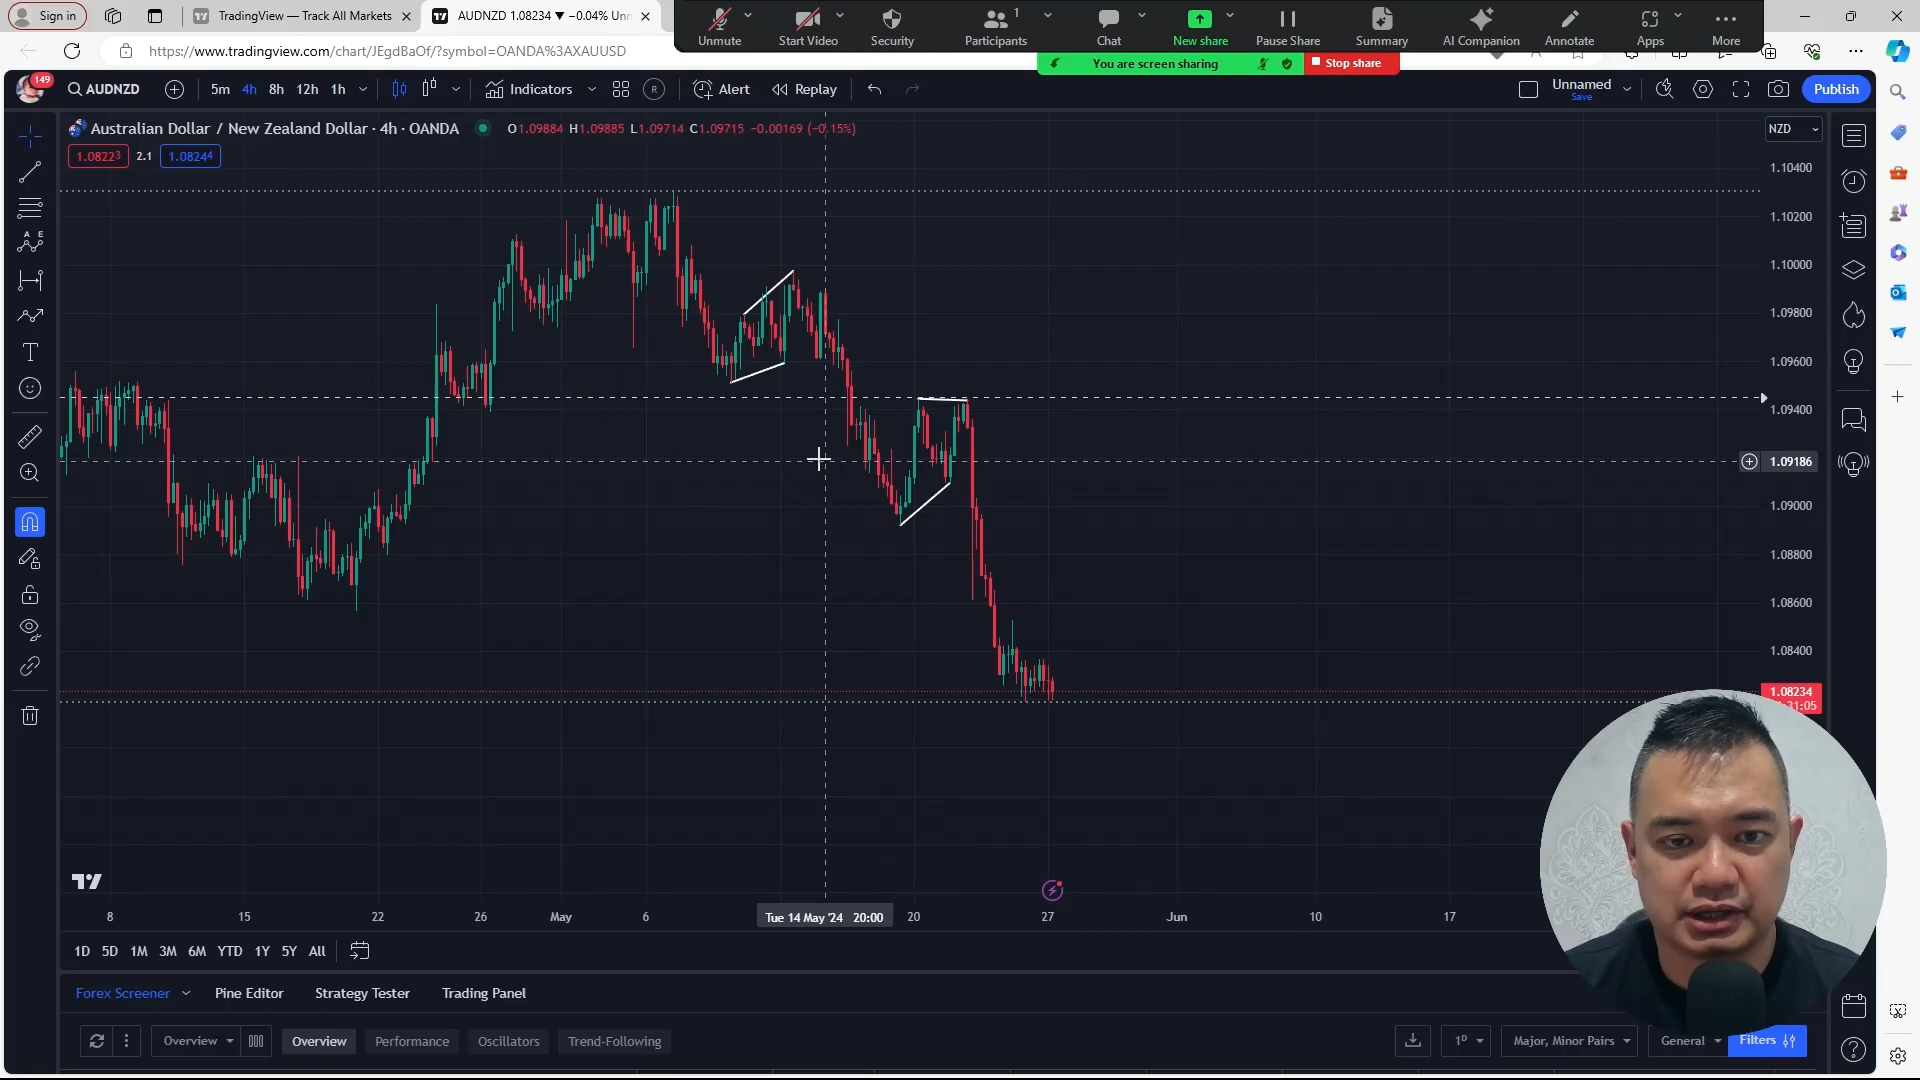 Sign in
TradingView — Track All Markets
AUDNZD 1.08234 ▼ −0.04% Unn
Unmute
Start Video
Security
Participants
1
Chat
New share
Pause Share
Summary
AI Companion
Annotate
Apps
More
https://www.tradingview.com/chart/JEgdBaOf/?symbol=OANDA%3AXAUUSD
You are screen sharing
Stop share
149
AUDNZD
5m
4h
8h
12h
1h
Indicators
R
Alert
Replay
Unnamed
Save
Publish
Australian Dollar / New Zealand Dollar · 4h · OANDA
O1.09884 H1.09885 L1.09714 C1.09715 −0.00169 (−0.15%)
NZD
1.08223
2.1
1.08244
1.10400
1.10200
1.10000
1.09800
1.09600
1.09400
1.09186
1.09000
1.08800
1.08600
1.08400
1.08234
31:05
8
15
22
26
May
6
Tue 14 May '24 20:00
20
27
Jun
10
17
1D
5D
1M
3M
6M
YTD
1Y
5Y
All
Forex Screener
Pine Editor
Strategy Tester
Trading Panel
Overview
Overview
Performance
Oscillators
Trend-Following
1D
Major, Minor Pairs
General
Filters